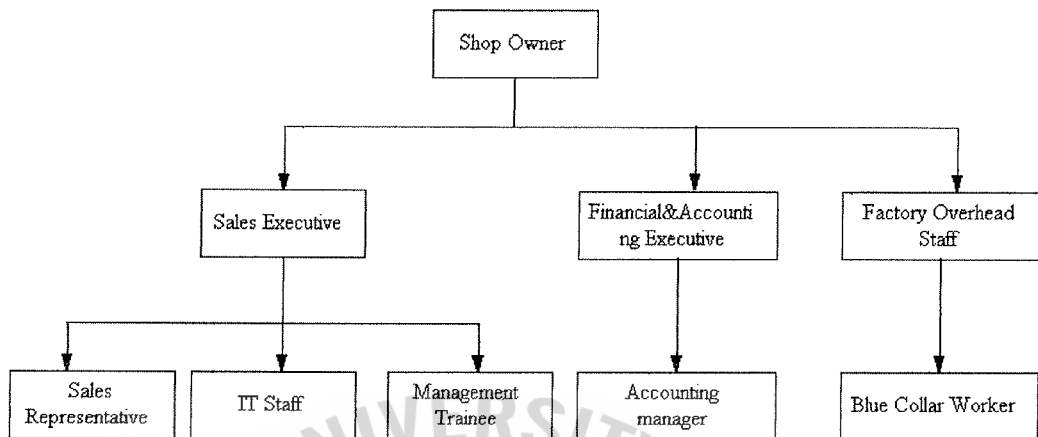 Shop Owner
Sales Executive
Financial&Accounti
ng Executive
Factory Overhead
Staff
Sales
Representative
IT Staff
Management
Trainee
Accounting
manager
Blue Collar Worker
UNIVERSITY